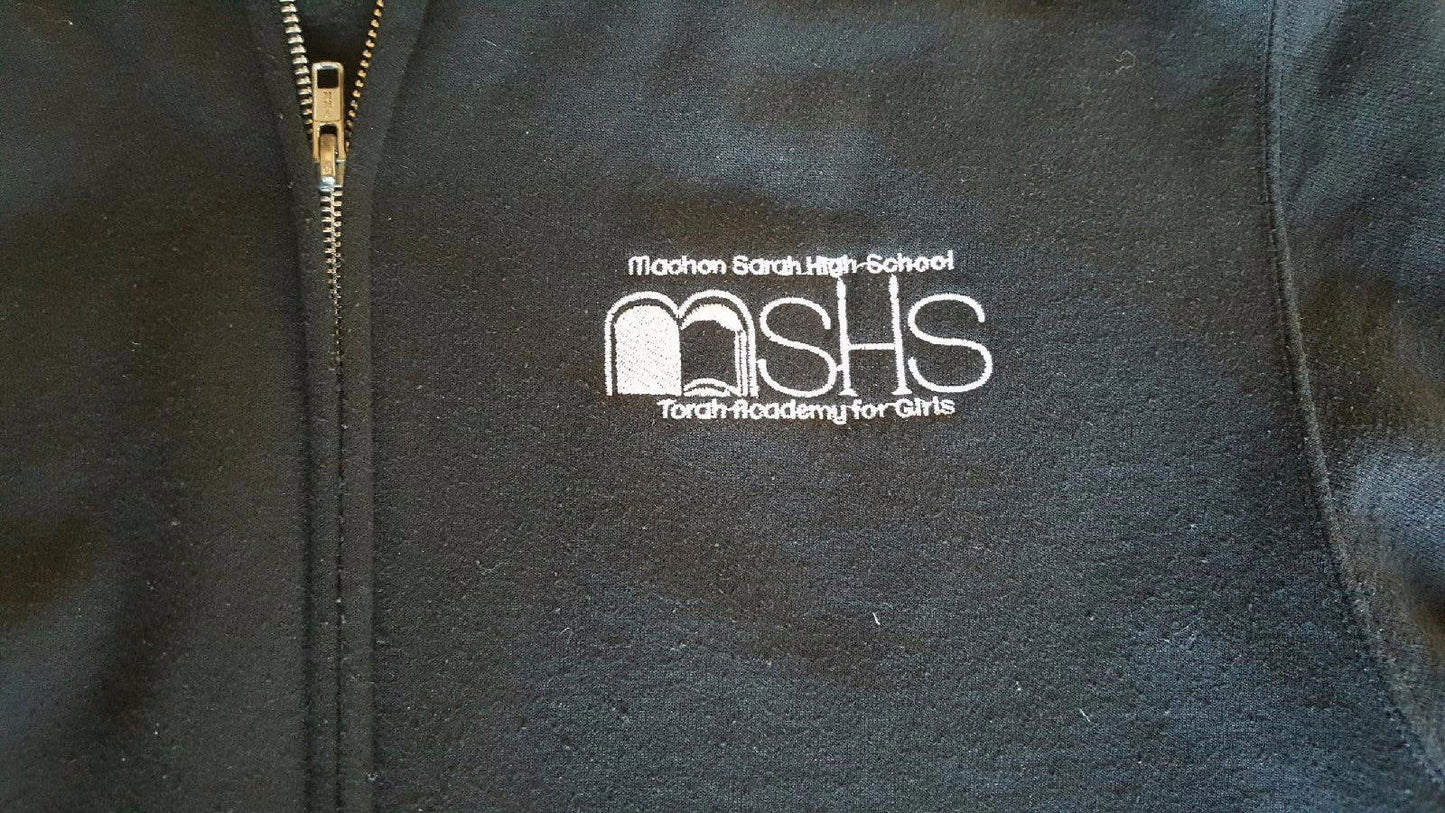 Machon Sarah High School
MSHS
Torah Academy for Girls